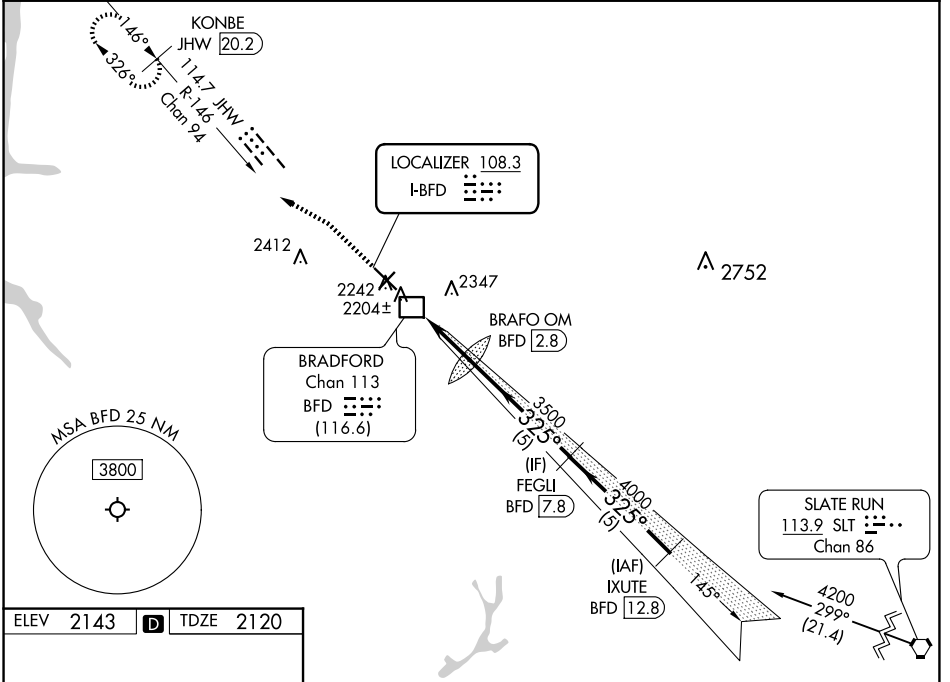 KONBE
JHW 20.2
146°
326°
114.7 JHW
R-146
Chan 94
LOCALIZER 108.3
I-BFD
2412
2242
2204±
2347
2752
BRAFO OM
BFD 2.8
BRADFORD
Chan 113
BFD
(116.6)
3500
325°
(5)
(IF)
FEGLI
BFD 7.8
4000
325°
(5)
(IAF)
IXUTE
BFD 12.8
145°
MSA BFD 25 NM
3800
SLATE RUN
113.9 SLT
Chan 86
4200
299°
(21.4)
ELEV 2143 D TDZE 2120